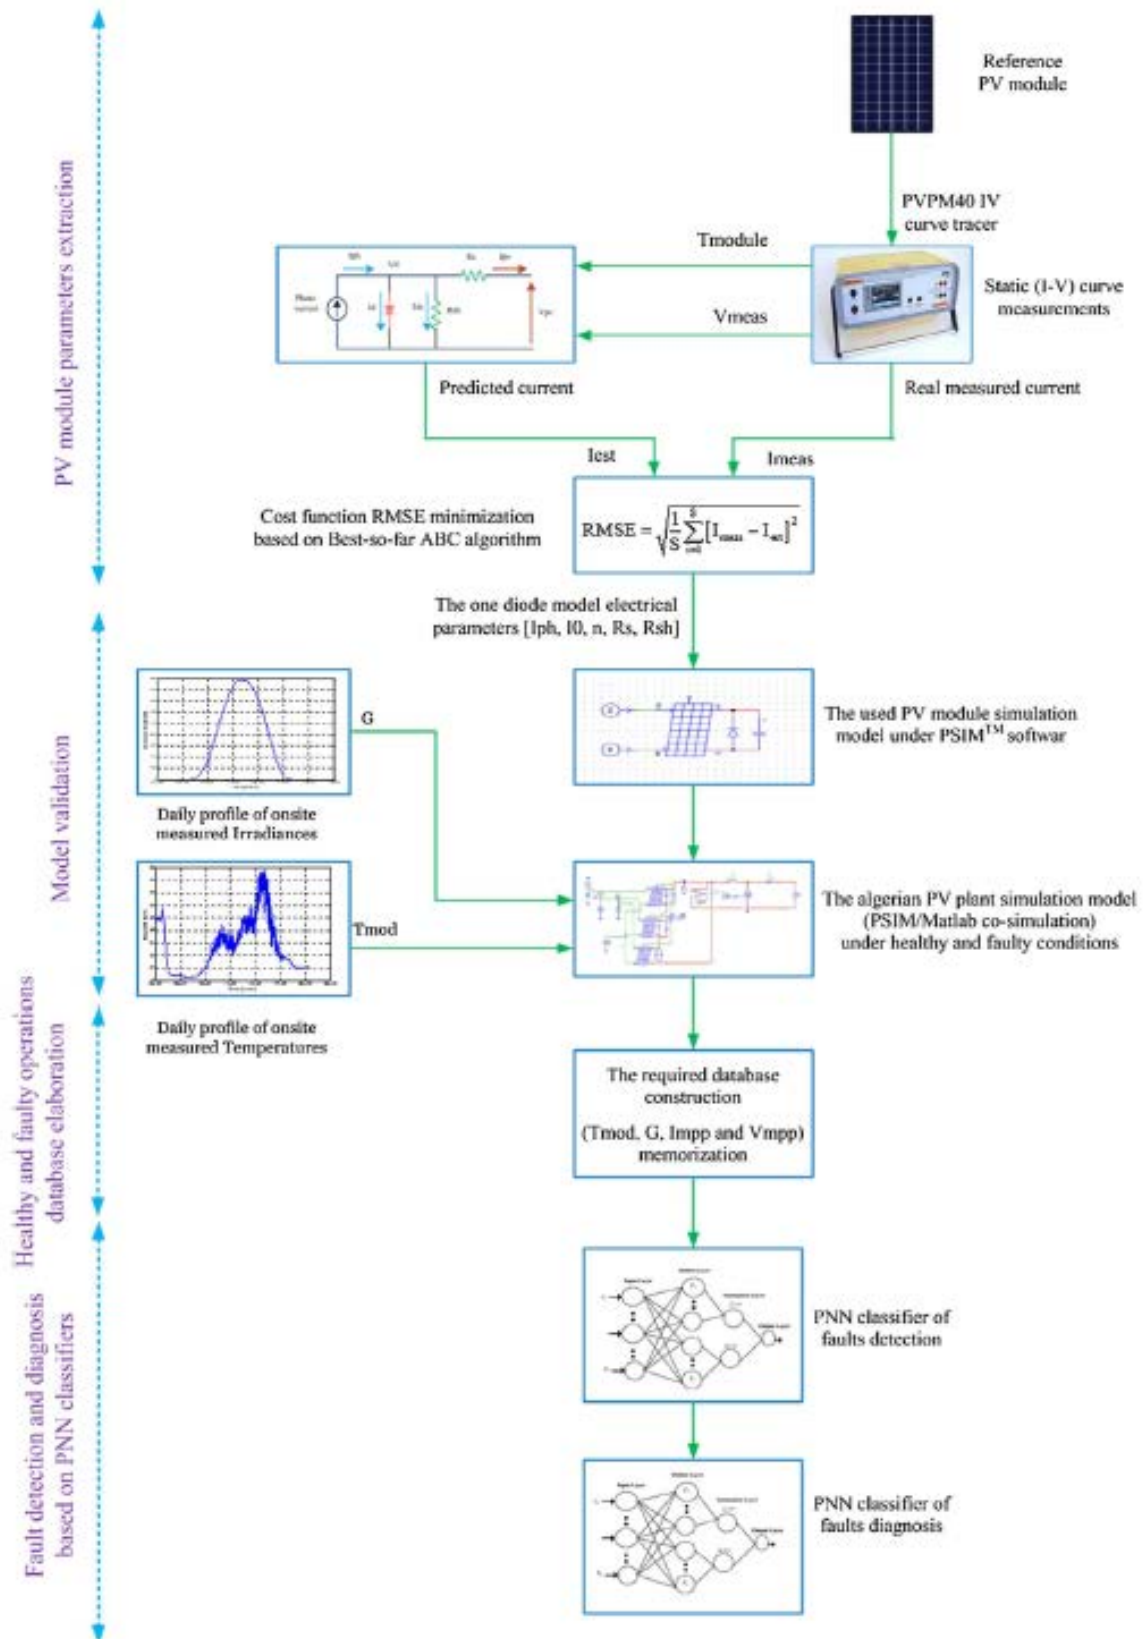 Reference
PV module
PVPM40 IV
curve tracer
Tmodule
Static (I-V) curve
measurements
Vmeas
Predicted current
Real measured current
PV module parameters extraction
Iest
Imeas
Cost function RMSE minimization
based on Best-so-far ABC algorithm
RMSE =
The one diode model electrical
parameters [Iph, I0, n, Rs, Rsh]
G
The used PV module simulation
model under PSIM™ softwar
Daily profile of onsite
measured Irradiances
Model validation
Tmod
The algerian PV plant simulation model
(PSIM/Matlab co-simulation)
under healthy and faulty conditions
Daily profile of onsite
measured Temperatures
Healthy and faulty operations
database elaboration
The required database
construction
(Tmod, G, Impp and Vmpp)
memorization
PNN classifier of
faults detection
Fault detection and diagnosis
based on PNN classifiers
PNN classifier of
faults diagnosis